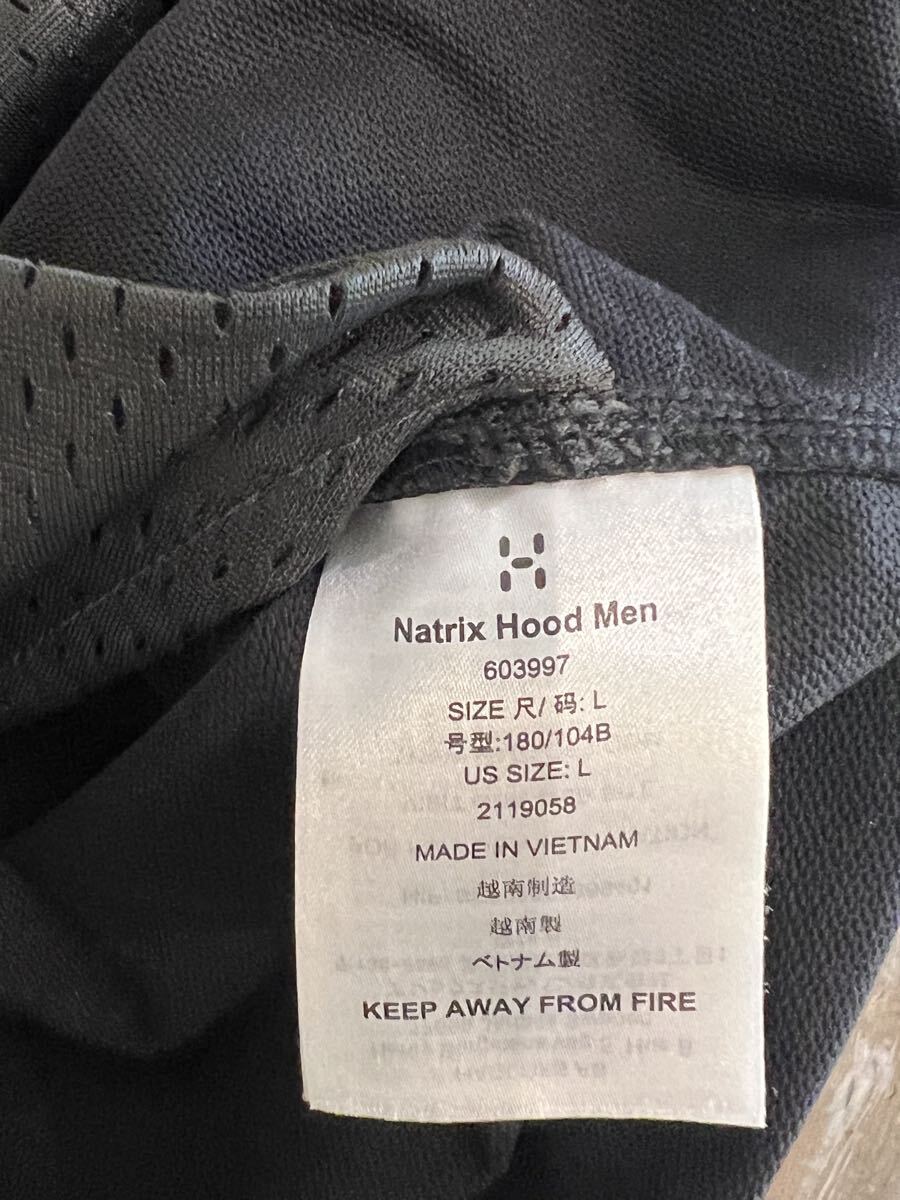 Natrix Hood Men
603997
SIZE 尺/ 码: L
号型:180/104B
US SIZE: L
2119058
MADE IN VIETNAM
越南制造
越南製
ベトナム製
KEEP AWAY FROM FIRE